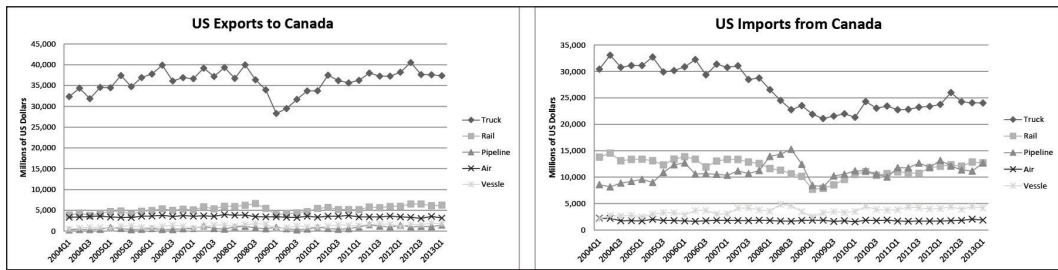 US Exports to Canada
Millions of US Dollars
45,000
40,000
35,000
30,000
25,000
20,000
15,000
10,000
5,000
0
2004Q1
2004Q3
2005Q1
2005Q3
2006Q1
2006Q3
2007Q1
2007Q3
2008Q1
2008Q3
2009Q1
2009Q3
2010Q1
2010Q3
2011Q1
2011Q3
2012Q1
2012Q3
2013Q1
Truck
Rail
Pipeline
Air
Vessle
US Imports from Canada
Millions of US Dollars
35,000
30,000
25,000
20,000
15,000
10,000
5,000
0
2004Q1
2004Q3
2005Q1
2005Q3
2006Q1
2006Q3
2007Q1
2007Q3
2008Q1
2008Q3
2009Q1
2009Q3
2010Q1
2010Q3
2011Q1
2011Q3
2012Q1
2012Q3
2013Q1
Truck
Rail
Pipeline
Air
Vessle